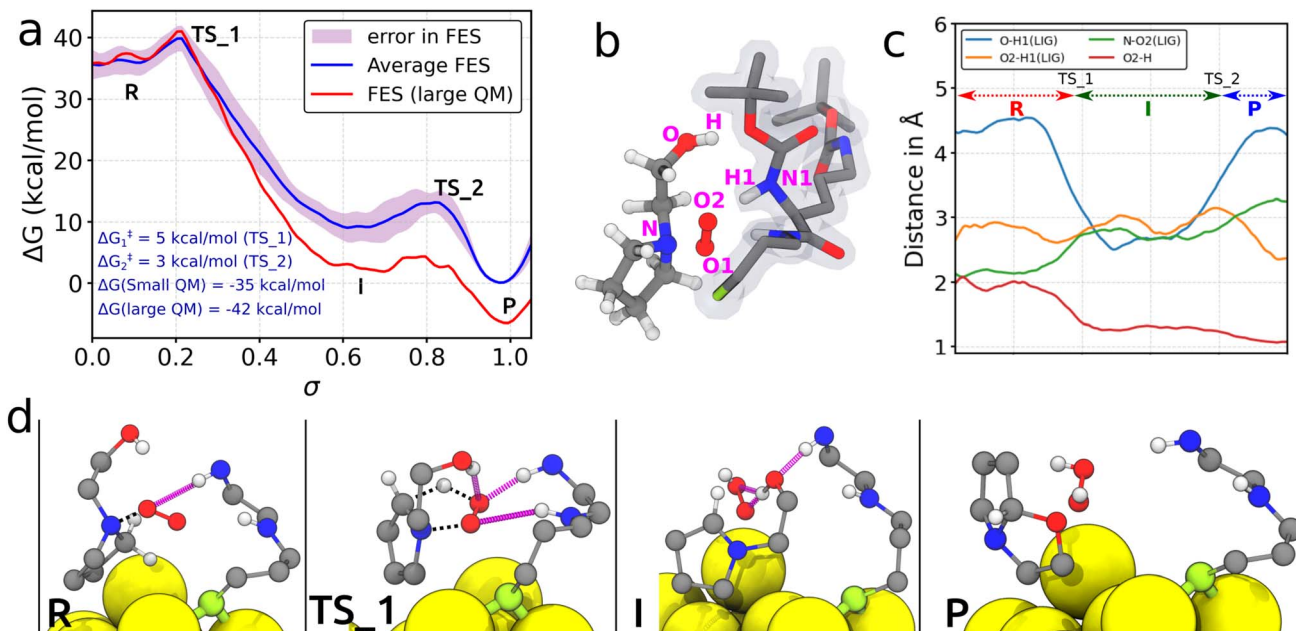 a
TS_1
R
TS_2
I
P
error in FES
Average FES
FES (large QM)
ΔG₁‡ = 5 kcal/mol (TS_1)
ΔG₂‡ = 3 kcal/mol (TS_2)
ΔG(Small QM) = -35 kcal/mol
ΔG(large QM) = -42 kcal/mol
ΔG (kcal/mol)
40
30
20
10
0
0.0 0.2 0.4 0.6 0.8 1.0
σ
b
O H
H1 N1
O2
N
O1
c
O-H1(LIG) N-O2(LIG)
O2-H1(LIG) O2-H
TS_1 TS_2
R I P
Distance in Å
6
5
4
3
2
1
d
R
TS_1
I
P